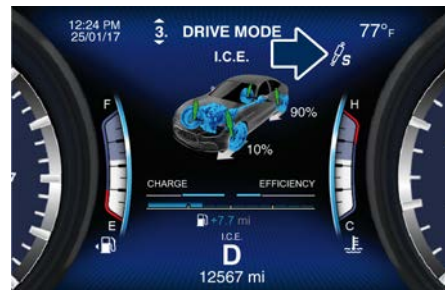 12:24 PM
25/01/17
3. DRIVE MODE
I.C.E.
77°F
S
90%
10%
F
E
H
C
CHARGE
EFFICIENCY
+7.7 mi
I.C.E.
D
12567 mi